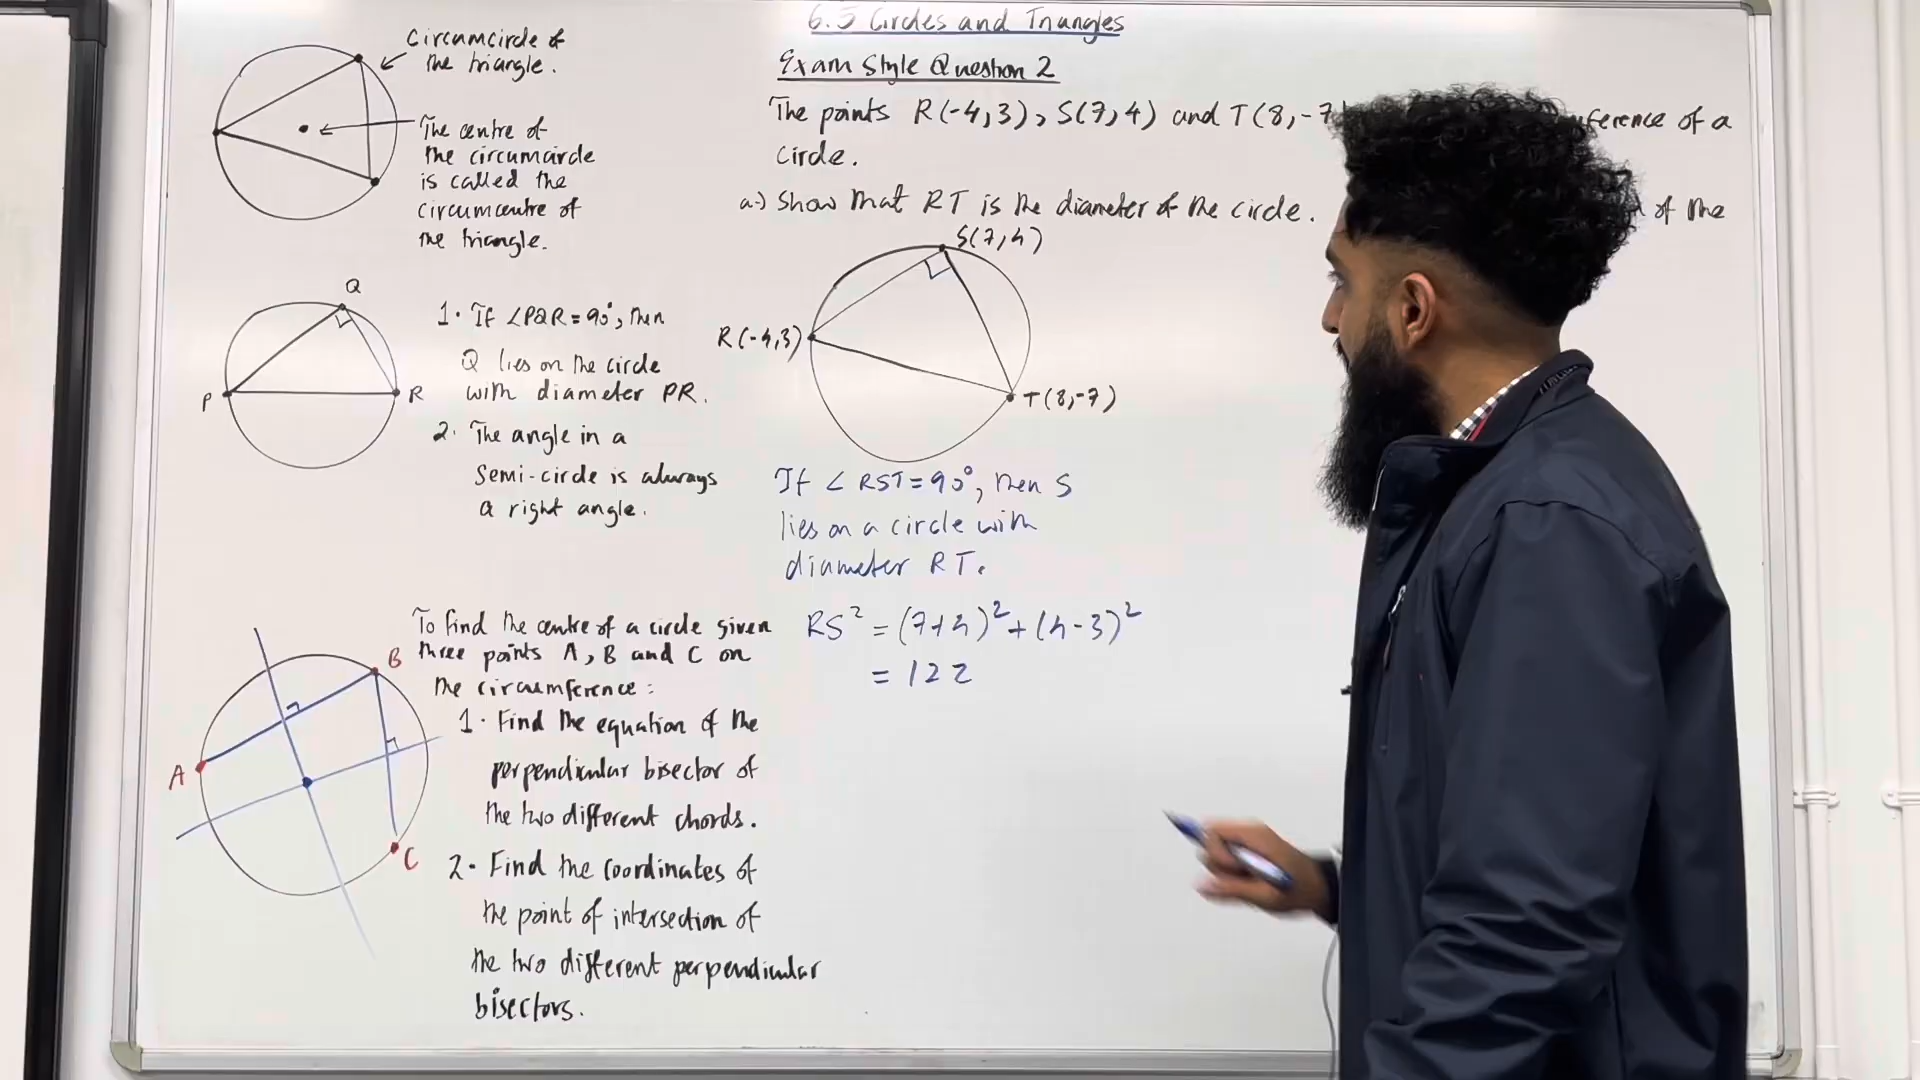 6.5 Circles and Triangles
Exam Style Question 2
The points R(-4,3), S(7,4) and T(8,-7
of a
circle.
a.) Show that RT is the diameter of the circle.
of the
Circumcircle of
the triangle.
The centre of
the circumcircle
is called the
circumcentre of
the triangle.
Q
P
R
1. If ∠PQR = 90°, then
Q lies on the circle
with diameter PR.
2. The angle in a
semi-circle is always
a right angle.
S(7,4)
R(-4,3)
T(8,-7)
If ∠RST = 90°, then S
lies on a circle with
diameter RT.
RS² = (7+4)² + (4-3)²
= 122
To find the centre of a circle given
three points A, B and C on
the circumference:
1. Find the equation of the
perpendicular bisector of
the two different chords.
2. Find the coordinates of
the point of intersection of
the two different perpendicular
bisectors.
A
B
C